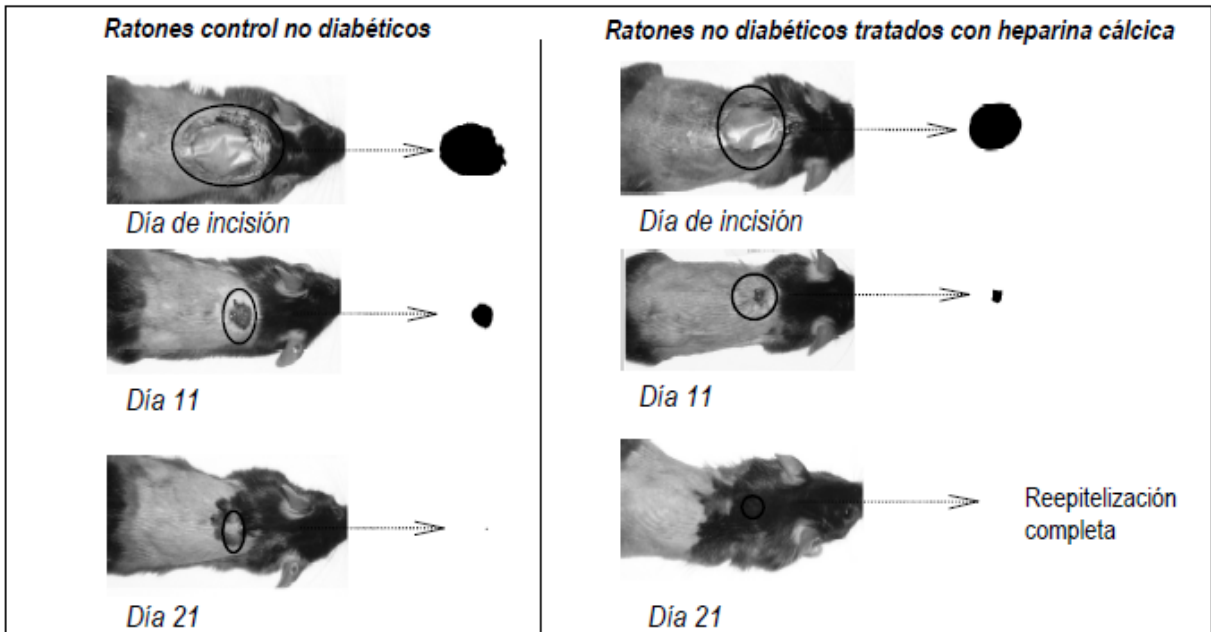 Ratones control no diabéticos
Día de incisión
Día 11
Día 21
Ratones no diabéticos tratados con heparina cálcica
Día de incisión
Día 11
Reepitelización
completa
Día 21